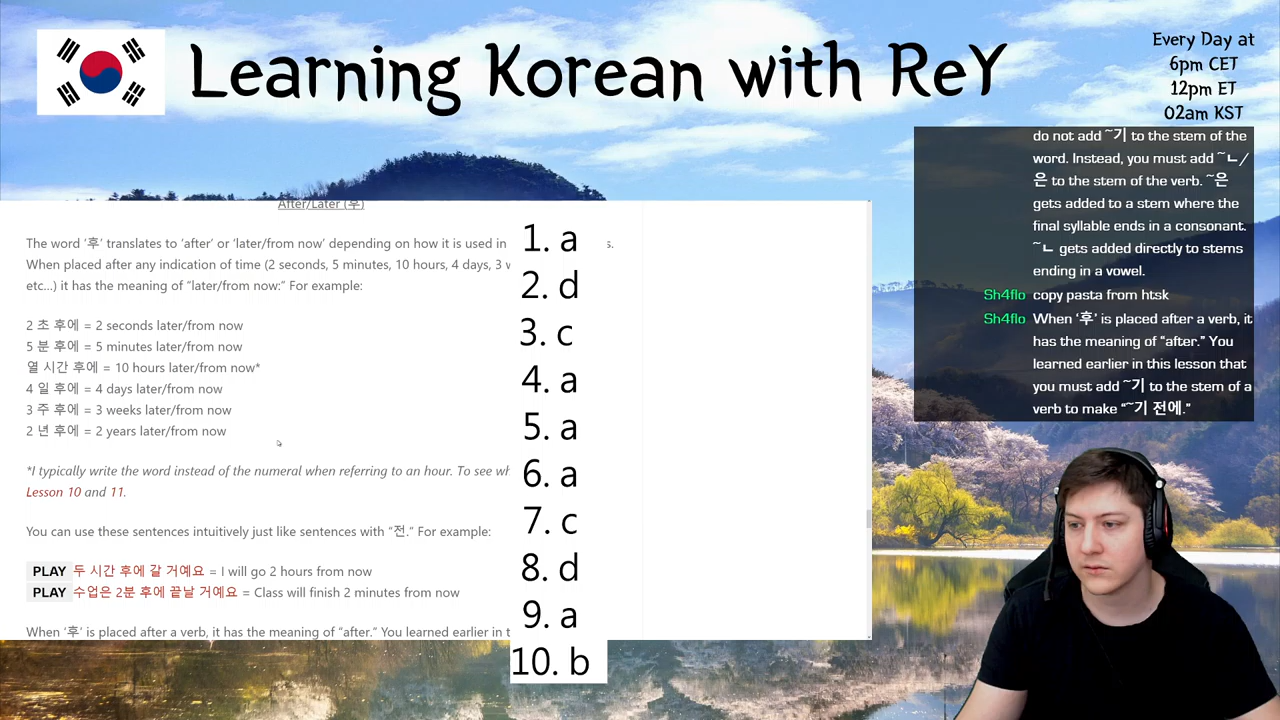 Learning Korean with ReY
Every Day at
6pm CET
12pm ET
02am KST
do not add ~기 to the stem of the
word. Instead, you must add ~ㄴ/
은 to the stem of the verb. ~은
gets added to a stem where the
final syllable ends in a consonant.
~ㄴ gets added directly to stems
ending in a vowel.
Sh4flo copy pasta from htsk
Sh4flo When ‘후’ is placed after a verb, it
has the meaning of “after.” You
learned earlier in this lesson that
you must add ~기 to the stem of a
verb to make “~기 전에.”
After/Later (후)
The word ‘후’ translates to ‘after’ or ‘later/from now’ depending on how it is used in s.
When placed after any indication of time (2 seconds, 5 minutes, 10 hours, 4 days, 3
etc…) it has the meaning of “later/from now:” For example:
2 초 후에 = 2 seconds later/from now
5 분 후에 = 5 minutes later/from now
열 시간 후에 = 10 hours later/from now*
4 일 후에 = 4 days later/from now
3 주 후에 = 3 weeks later/from now
2 년 후에 = 2 years later/from now
*I typically write the word instead of the numeral when referring to an hour. To see
Lesson 10 and 11.
You can use these sentences intuitively just like sentences with “전.” For example:
PLAY 두 시간 후에 갈 거예요 = I will go 2 hours from now
PLAY 수업은 2분 후에 끝날 거예요 = Class will finish 2 minutes from now
When ‘후’ is placed after a verb, it has the meaning of “after.” You learned earlier in
1. a
2. d
3. c
4. a
5. a
6. a
7. c
8. d
9. a
10. b